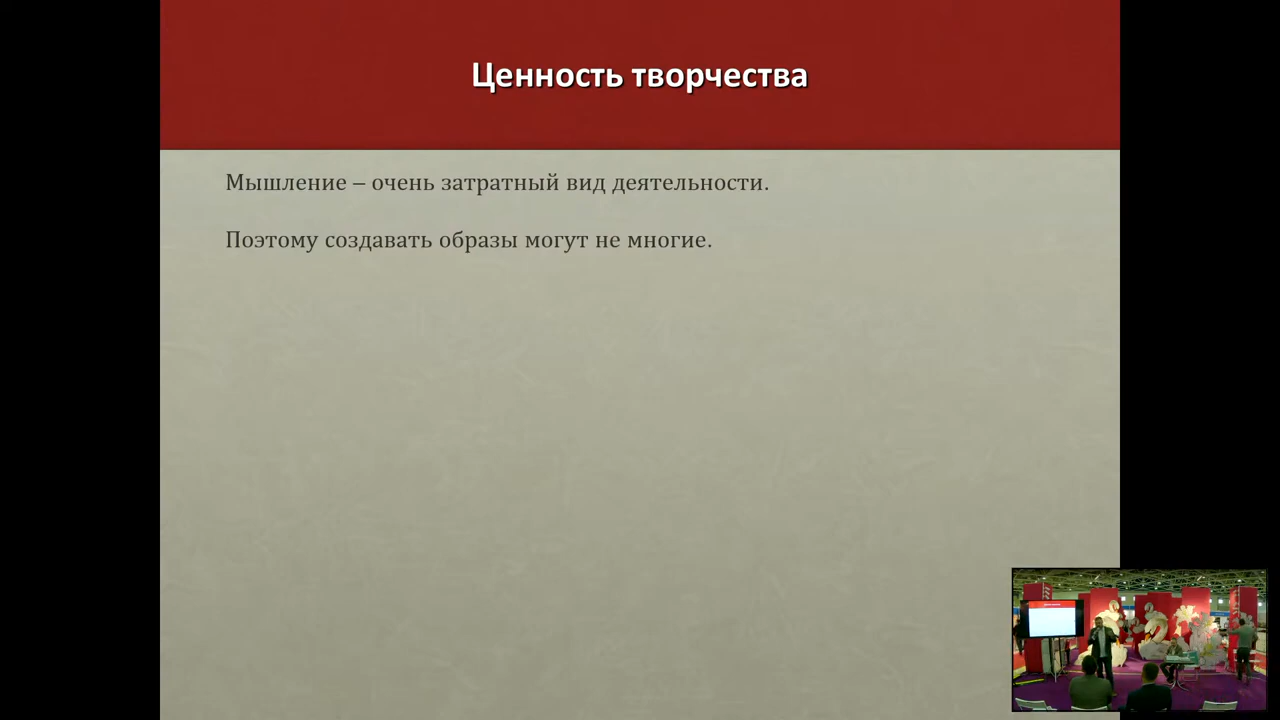 Ценность творчества
Мышление – очень затратный вид деятельности.
Поэтому создавать образы могут не многие.